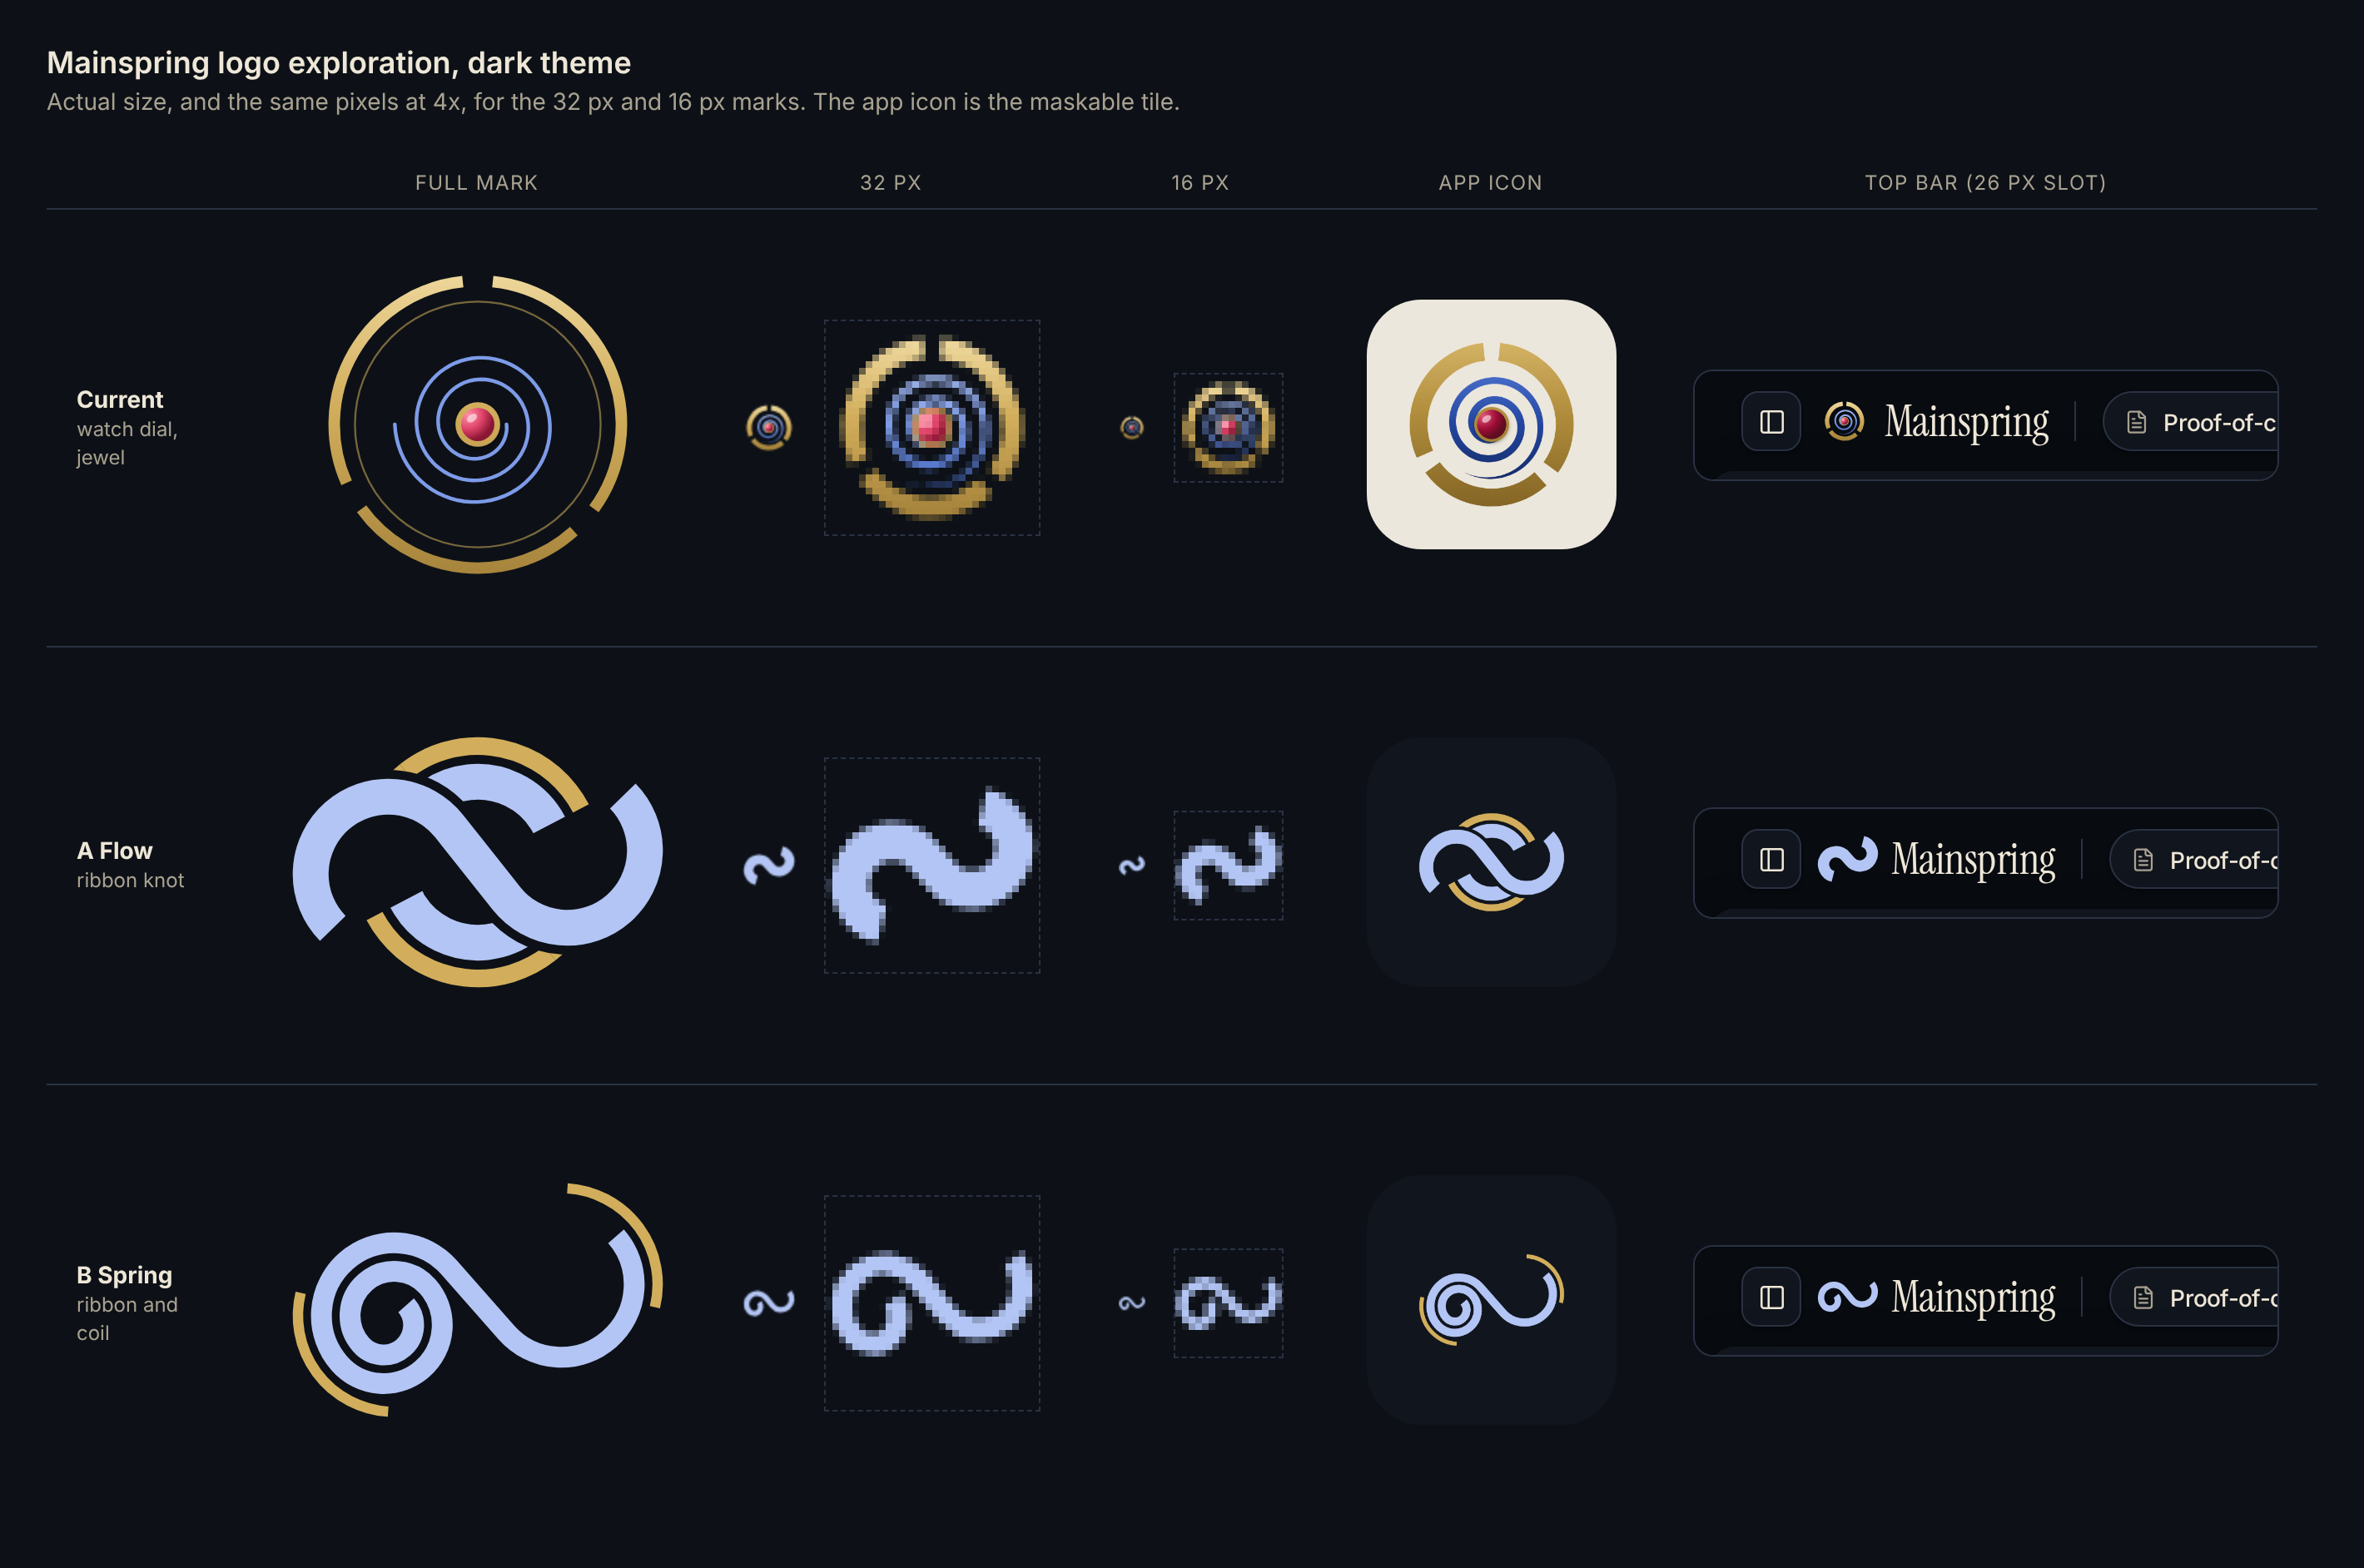 Mainspring logo exploration, dark theme
Actual size, and the same pixels at 4x, for the 32 px and 16 px marks. The app icon is the maskable tile.
FULL MARK
32 PX
16 PX
APP ICON
TOP BAR (26 PX SLOT)
Current
watch dial,
jewel
Mainspring
Proof-of-c
A Flow
ribbon knot
Mainspring
Proof-of-c
B Spring
ribbon and
coil
Mainspring
Proof-of-c